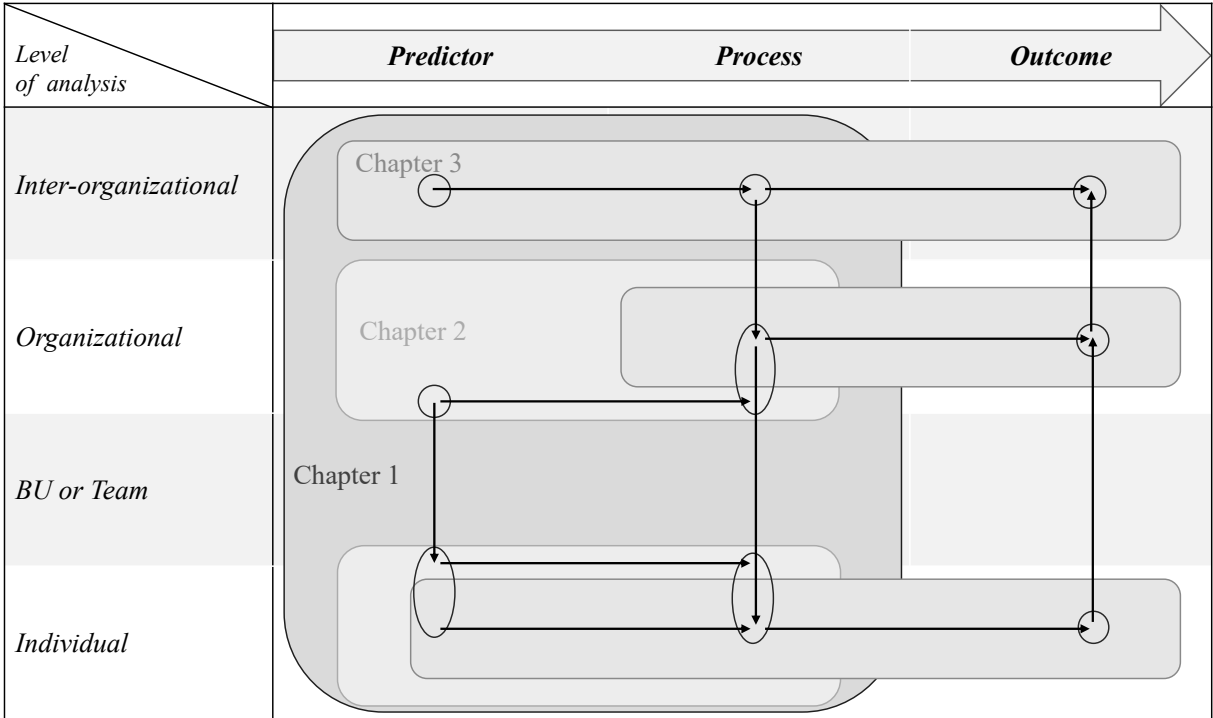 Level
of analysis
Predictor
Process
Outcome
Inter-organizational
Chapter 3
Organizational
Chapter 2
Chapter 1
BU or Team
Individual